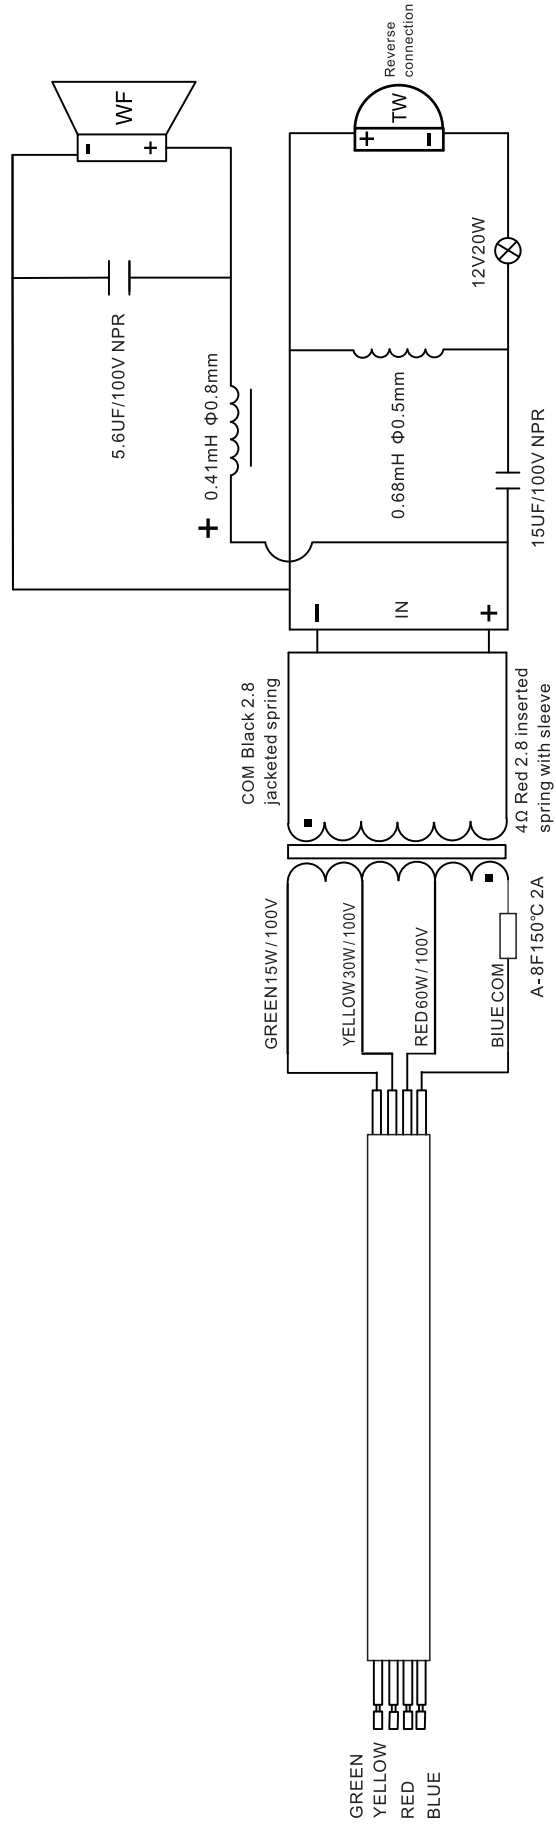 Reverse
connection
WF
-
+
TW
+
-
12V20W
5.6UF/100V NPR
0.41mH Φ0.8mm
+
0.68mH Φ0.5mm
15UF/100V NPR
-
IN
+
COM Black 2.8
jacketed spring
4Ω Red 2.8 inserted
spring with sleeve
GREEN15W/100V
YELLOW30W/100V
RED60W/100V
BIUE COM
A-8F150℃ 2A
GREEN
YELLOW
RED
BLUE